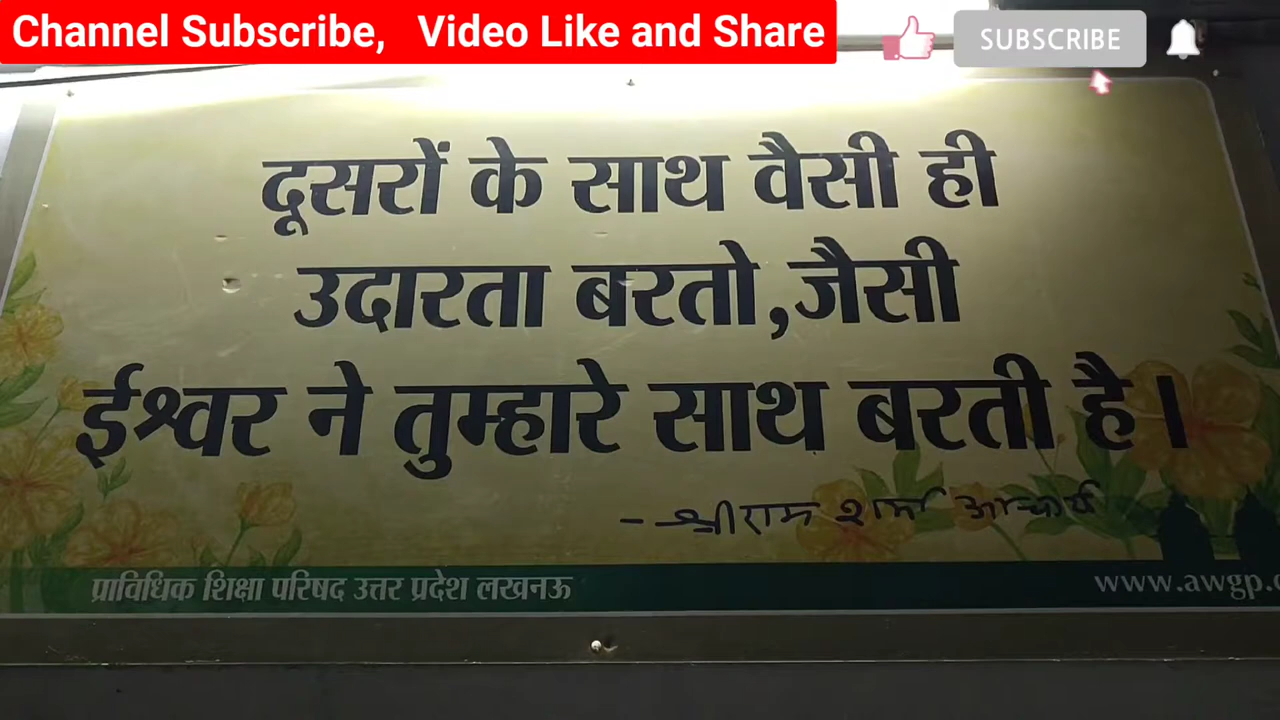 Channel Subscribe, Video Like and Share
SUBSCRIBE
दूसरों के साथ वैसी ही
उदारता बरतो,जैसी
ईश्वर ने तुम्हारे साथ बरती है।
- श्रीराम शर्मा आचार्य
प्राविधिक शिक्षा परिषद उत्तर प्रदेश लखनऊ
www.awgp.